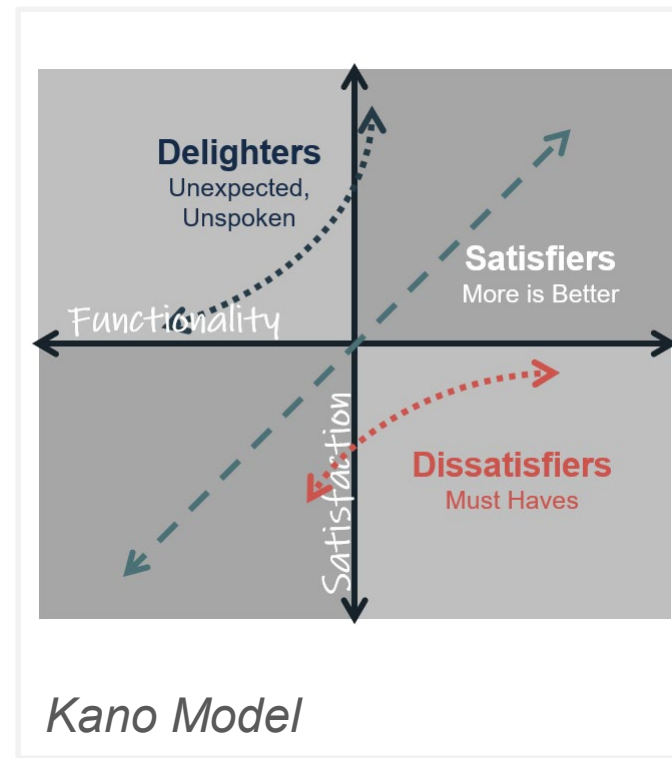 Delighters
Unexpected,
Unspoken
Satisfiers
More is Better
Functionality
Satisfaction
Dissatisfiers
Must Haves
Kano Model